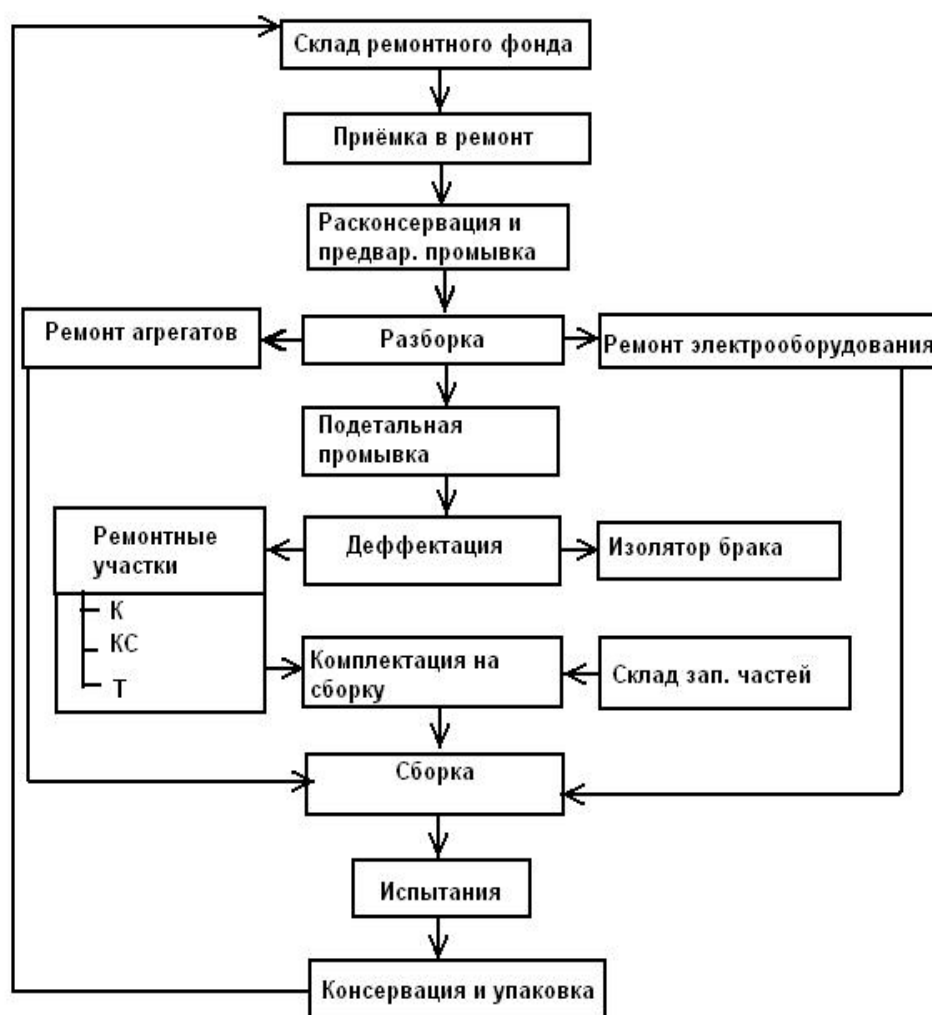 Склад ремонтного фонда
Приёмка в ремонт
Расконсервация и
предвар. промывка
Ремонт агрегатов
Разборка
Ремонт электрооборудования
Подетальная
промывка
Ремонтные
участки
Деффектация
Изолятор брака
К
КС
Т
Комплектация на
сборку
Склад зап. частей
Сборка
Испытания
Консервация и упаковка